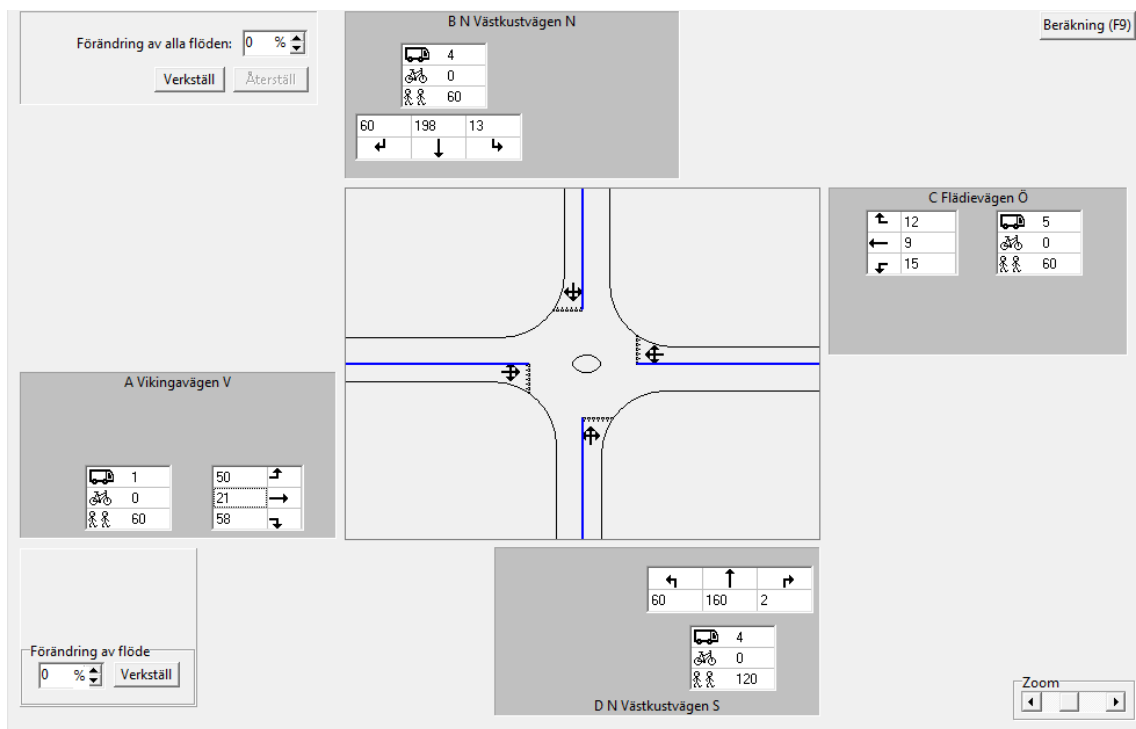 B N Västkustvägen N
Beräkning (F9)
Förändring av alla flöden: 0 %
Verkställ Återställ
4
0
60
60 198 13
C Flädievägen Ö
12
9
15
5
0
60
A Vikingavägen V
1
0
60
50
21
58
60 160 2
4
0
120
D N Västkustvägen S
Förändring av flöde
0 % Verkställ
Zoom